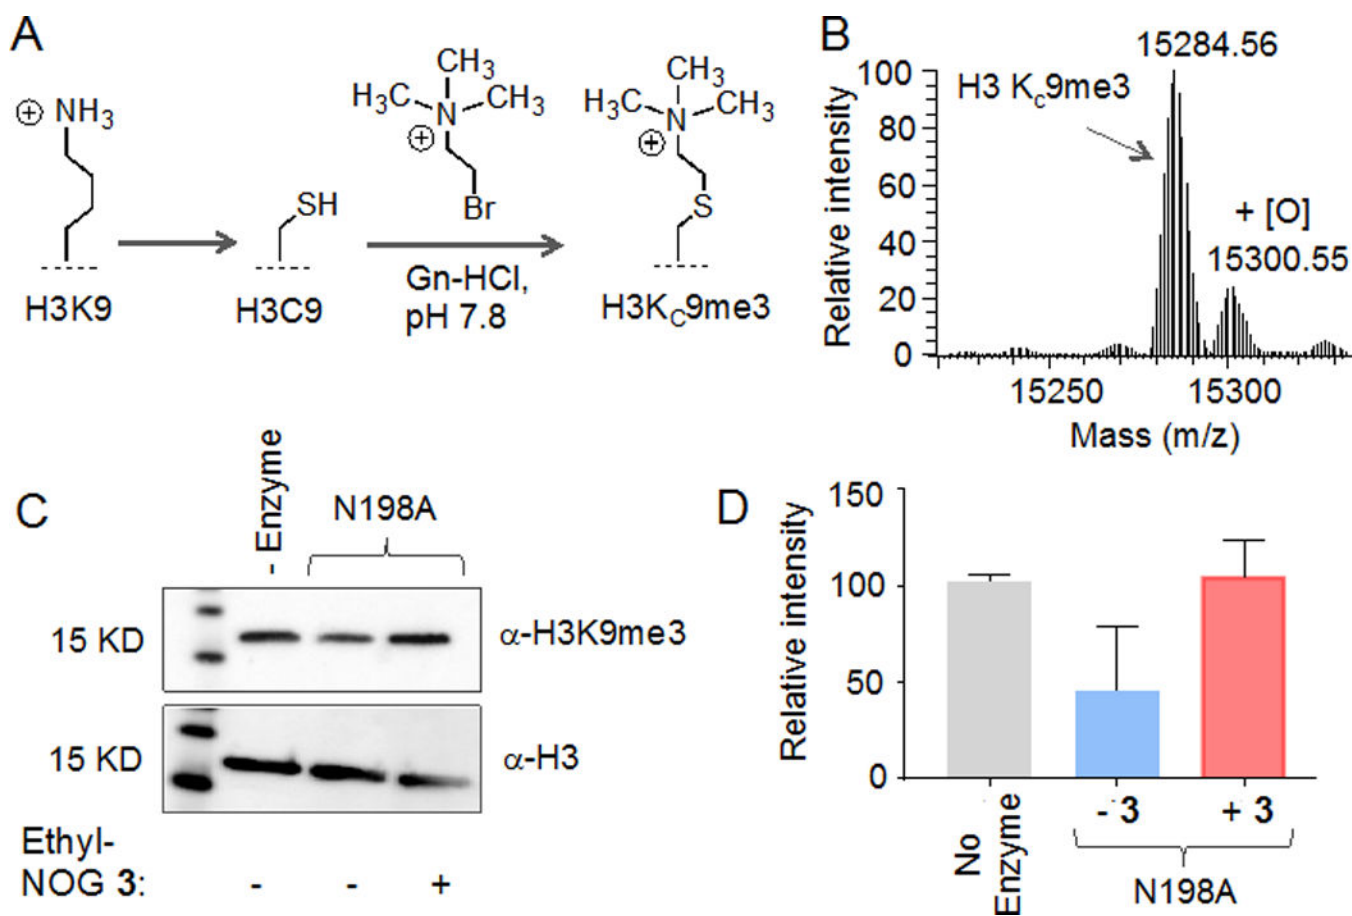 A
⊕ NH3
H3K9
SH
H3C9
CH3
H3C N CH3
⊕
Br
Gn-HCl,
pH 7.8
CH3
H3C N CH3
⊕
S
H3KC9me3
B
15284.56
H3 Kc9me3
+ [O]
15300.55
Relative intensity
100
80
60
40
20
0
15250
15300
Mass (m/z)
C
- Enzyme
N198A
15 KD
α-H3K9me3
15 KD
α-H3
Ethyl-
NOG 3:
-
-
+
D
Relative intensity
150
100
50
0
No
Enzyme
- 3
+ 3
N198A